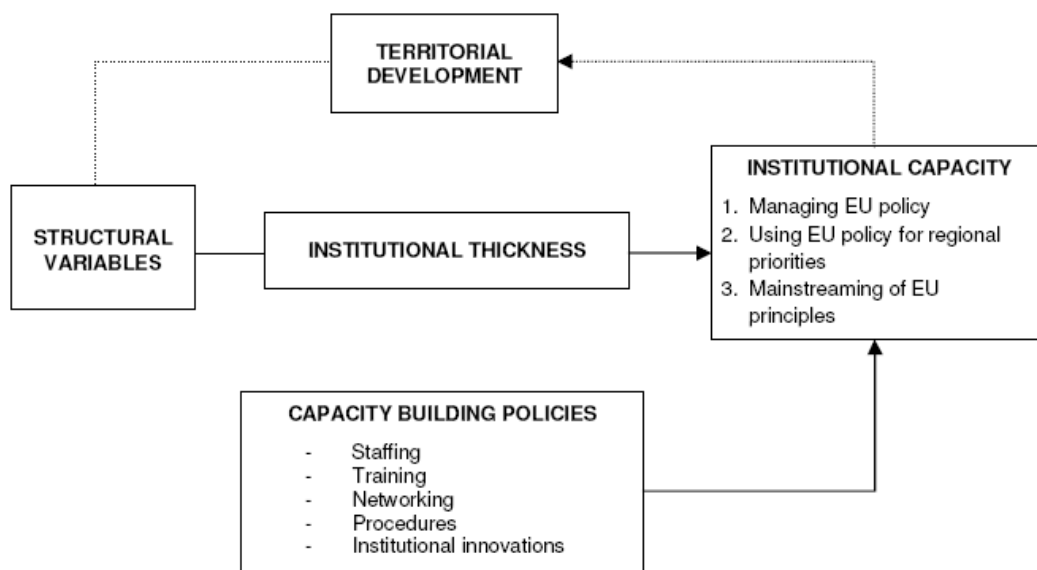 TERRITORIAL
DEVELOPMENT
INSTITUTIONAL CAPACITY
1. Managing EU policy
2. Using EU policy for regional
priorities
3. Mainstreaming of EU
principles
STRUCTURAL
VARIABLES
INSTITUTIONAL THICKNESS
CAPACITY BUILDING POLICIES
- Staffing
- Training
- Networking
- Procedures
- Institutional innovations